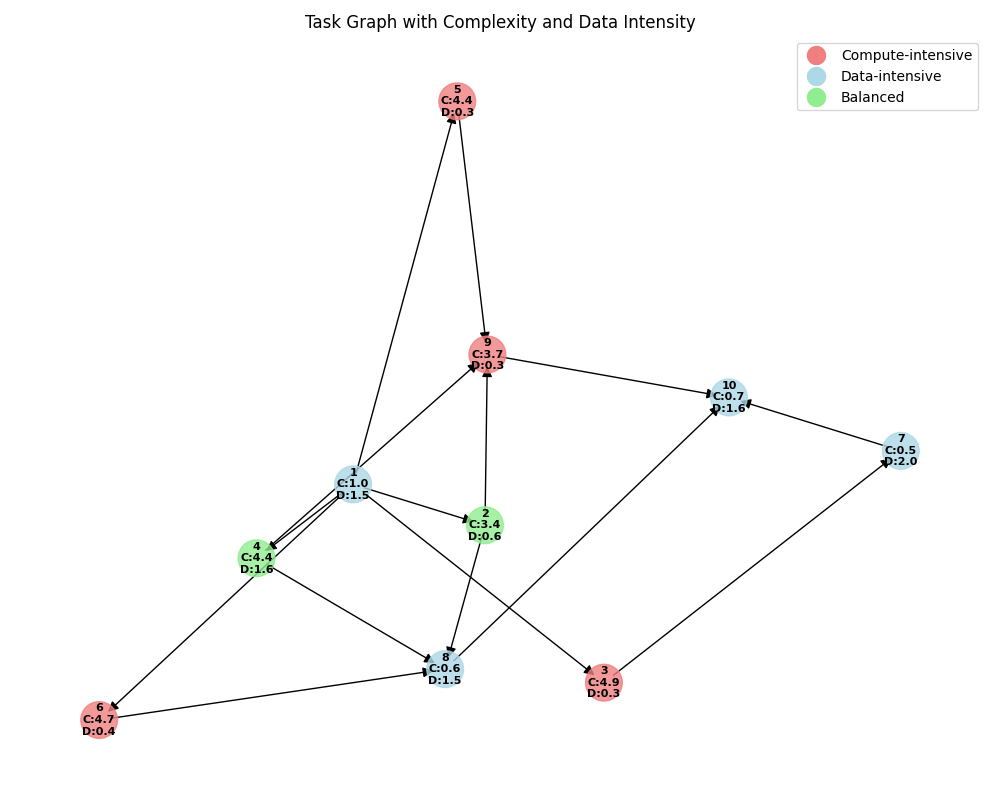 Task Graph with Complexity and Data Intensity
Compute-intensive
Data-intensive
Balanced
5
C:4.4
D:0.3
9
C:3.7
D:0.3
10
C:0.7
D:1.6
7
C:0.5
D:2.0
1
C:1.0
D:1.5
2
C:3.4
D:0.6
4
C:4.4
D:1.6
8
C:0.6
D:1.5
3
C:4.9
D:0.3
6
C:4.7
D:0.4